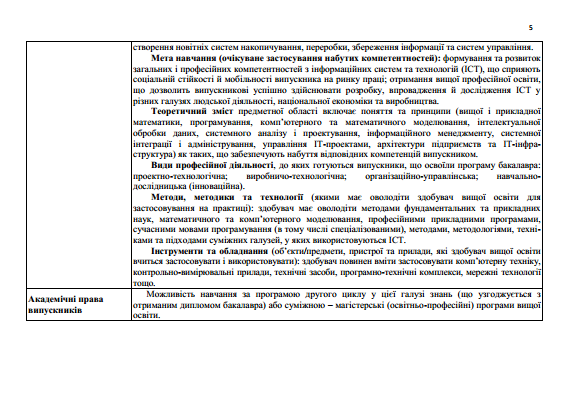 5
створення новітніх систем накопичування, переробки, збереження інформації та систем управління.
Мета навчання (очікуване застосування набутих компетентностей): формування та розвиток
загальних і професійних компетентностей з інформаційних систем та технологій (ІСТ), що сприяють
соціальній стійкості й мобільності випускника на ринку праці; отримання вищої професійної освіти,
що дозволить випускникові успішно здійснювати розробку, впровадження й дослідження ІСТ у
різних галузях людської діяльності, національної економіки та виробництва.
Теоретичний зміст предметної області включає поняття та принципи (вищої і прикладної
математики, програмування, комп’ютерного та математичного моделювання, інтелектуальної
обробки даних, системного аналізу і проектування, інформаційного менеджменту, системної
інтеграції і адміністрування, управління ІТ-проектами, архітектури підприємств та ІТ-інфра-
структура) як таких, що забезпечують набуття відповідних компетенцій випускником.
Види професійної діяльності, до яких готуються випускники, що освоїли програму бакалавра:
проектно-технологічна; виробничо-технологічна; організаційно-управлінська; навчально-
дослідницька (інноваційна).
Методи, методики та технології (якими має оволодіти здобувач вищої освіти для
застосування на практиці): здобувач має оволодіти методами фундаментальних та прикладних
наук, математичного та комп’ютерного моделювання, професійними прикладними програмами,
сучасними мовами програмування (в тому числі спеціалізованими), методами, методологіями, техні-
ками та підходами суміжних галузей, у яких використовуються ІСТ.
Інструменти та обладнання (об’єкти/предмети, пристрої та прилади, які здобувач вищої освіти
вчиться застосовувати і використовувати): здобувач повинен вміти застосовувати комп’ютерну техніку,
контрольно-вимірювальні прилади, технічні засоби, програмно-технічні комплекси, мережні технології
тощо.
Академічні права
випускників
Можливість навчання за програмою другого циклу у цієї галузі знань (що узгоджується з
отриманим дипломом бакалавра) або суміжною – магістерські (освітньо-професійні) програми вищої
освіти.